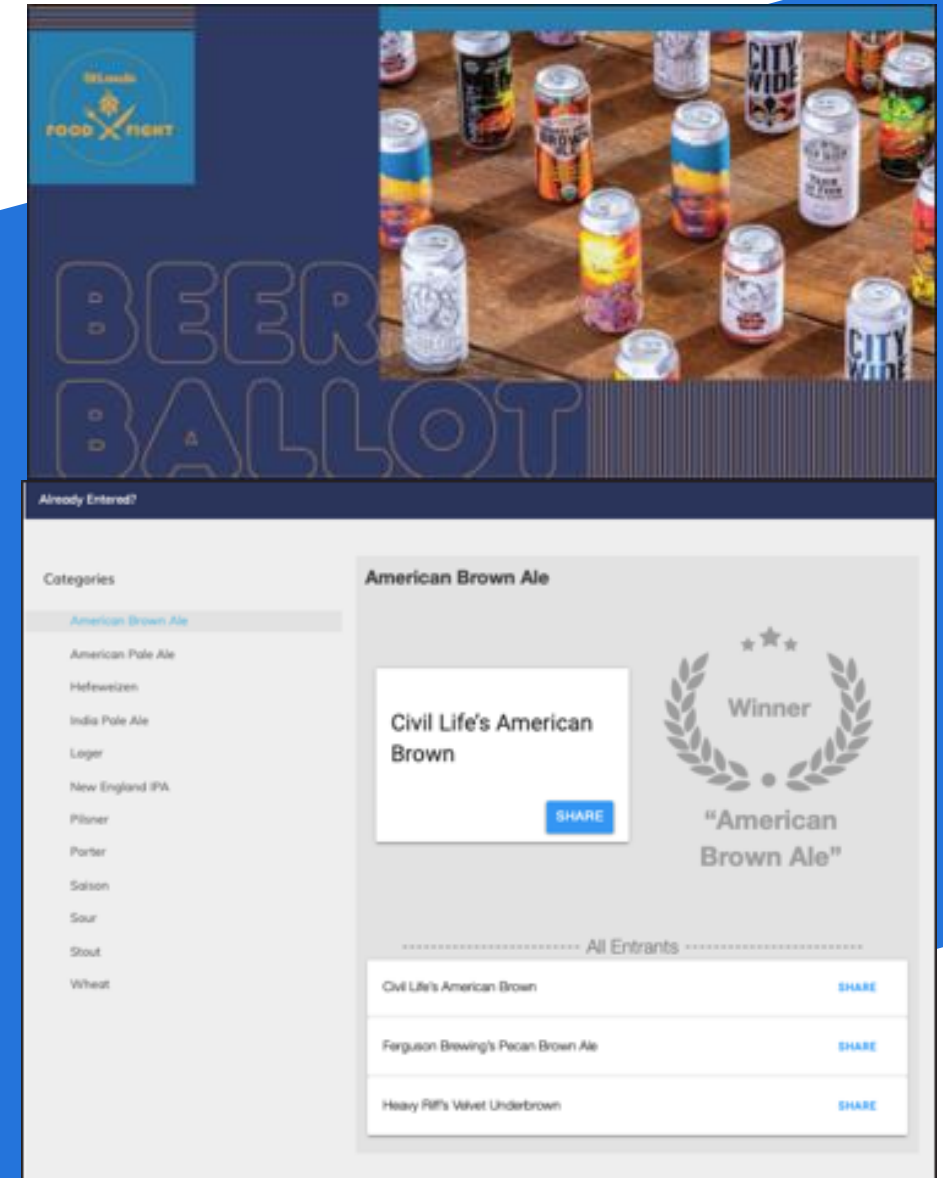 StLouis
FOOD FIGHT
CITY
WIDE
BROWN
ALE
CITY
WIDE
BEER
BALLOT
Already Entered?
Categories
American Brown Ale
American Pale Ale
Hefeweizen
India Pale Ale
Lager
New England IPA
Pilsner
Porter
Saison
Sour
Stout
Wheat
American Brown Ale
Civil Life's American
Brown
SHARE
Winner
“American
Brown Ale”
All Entrants
Civil Life's American Brown
SHARE
Ferguson Brewing's Pecan Brown Ale
SHARE
Heavy Riff's Velvet Underbrown
SHARE